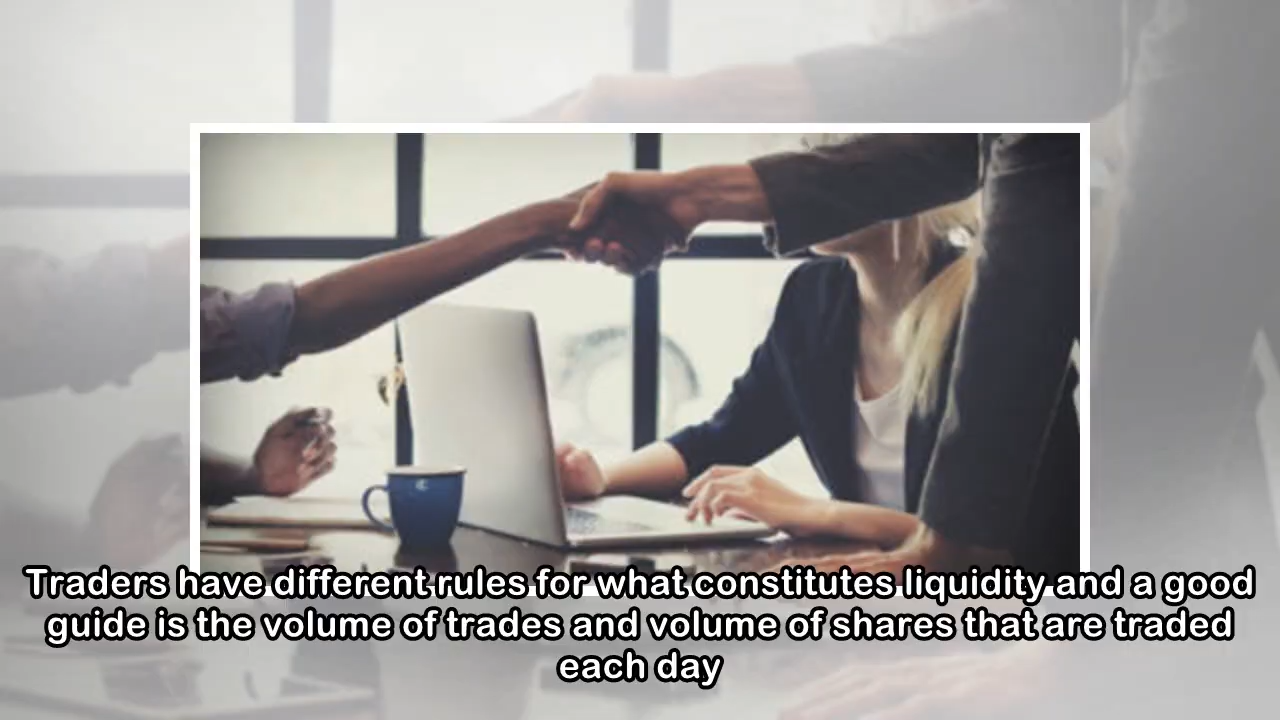 Traders have different rules for what constitutes liquidity and a good
guide is the volume of trades and volume of shares that are traded
each day